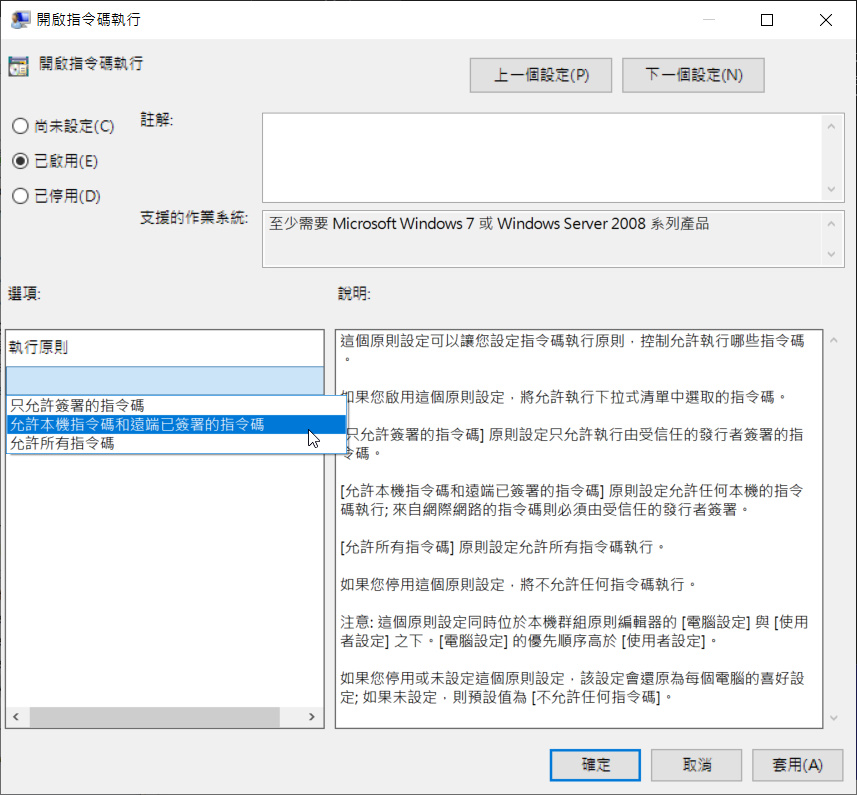 開啟指令碼執行
開啟指令碼執行
上一個設定(P)
下一個設定(N)
尚未設定(C)
註解:
已啟用(E)
已停用(D)
支援的作業系統:
至少需要 Microsoft Windows 7 或 Windows Server 2008 系列產品
選項:
說明:
執行原則
只允許簽署的指令碼
允許本機指令碼和遠端已簽署的指令碼
允許所有指令碼
這個原則設定可以讓您設定指令碼執行原則，控制允許執行哪些指令碼
。
如果您啟用這個原則設定，將允許執行下拉式清單中選取的指令碼。
只允許簽署的指令碼] 原則設定只允許執行由受信任的發行者簽署的指
令碼。
[允許本機指令碼和遠端已簽署的指令碼] 原則設定允許任何本機的指令
碼執行; 來自網際網路的指令碼則必須由受信任的發行者簽署。
[允許所有指令碼] 原則設定允許所有指令碼執行。
如果您停用這個原則設定，將不允許任何指令碼執行。
注意: 這個原則設定同時位於本機群組原則編輯器的 [電腦設定] 與 [使用
者設定] 之下。[電腦設定] 的優先順序高於 [使用者設定]。
如果您停用或未設定這個原則設定，該設定會還原為每個電腦的喜好設
定; 如果未設定，則預設值為 [不允許任何指令碼]。
確定
取消
套用(A)